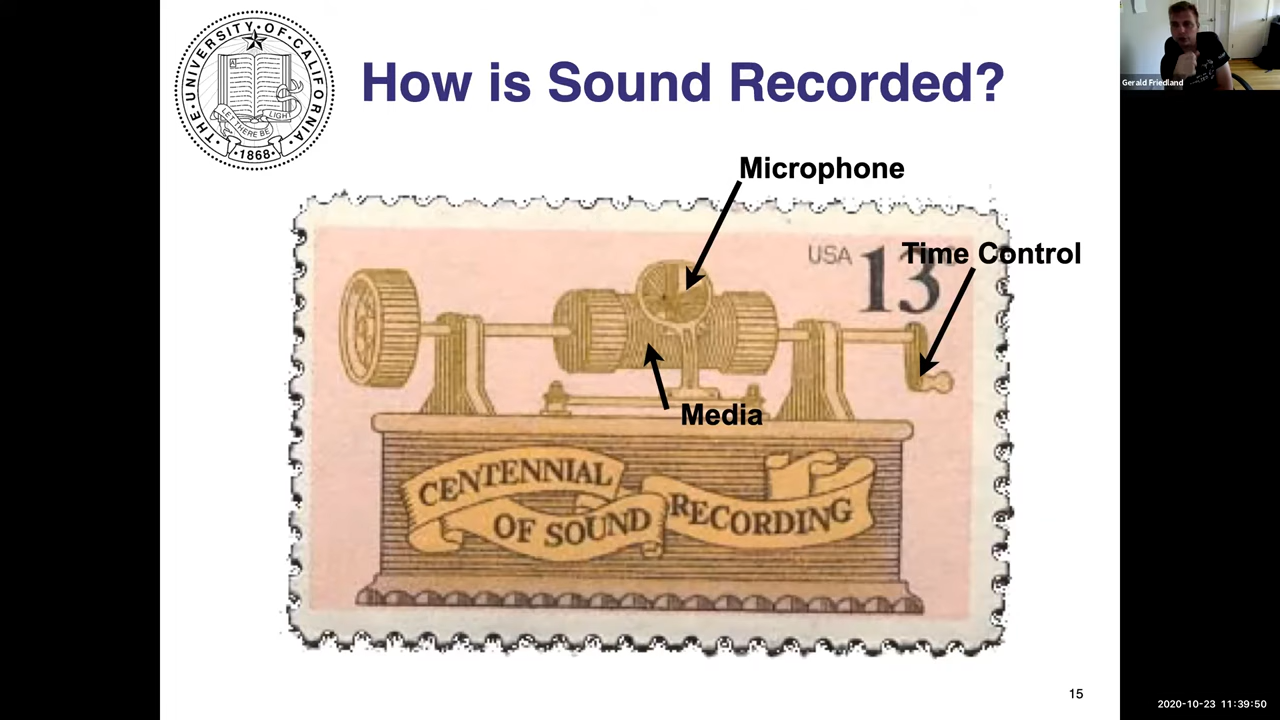 THE·UNIVERSITY·OF·CALIFORNIA·
LET THERE BE LIGHT
·1868·
How is Sound Recorded?
Gerald Friedland
Microphone
USA 13
Time Control
Media
CENTENNIAL
OF SOUND
RECORDING
15
2020-10-23 11:39:50